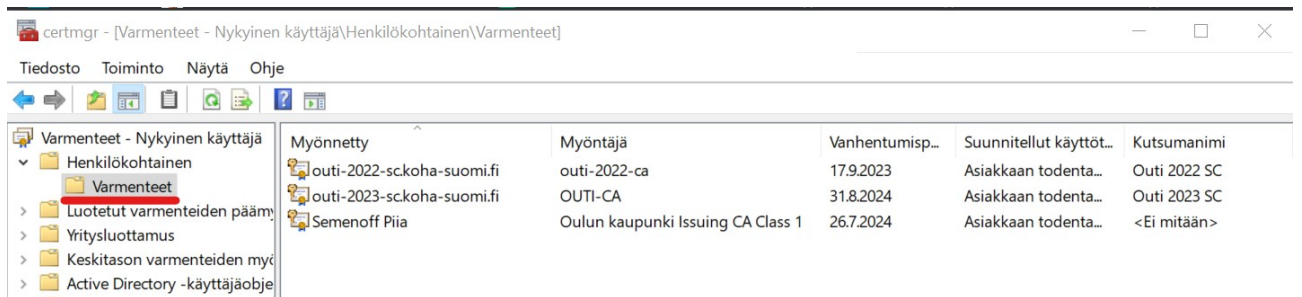 certmgr - [Varmenteet - Nykyinen käyttäjä\Henkilökohtainen\Varmenteet]
Tiedosto Toiminto Näytä Ohje
Varmenteet - Nykyinen käyttäjä
Henkilökohtainen
Varmenteet
Luotetut varmenteiden päämy
Yritysluottamus
Keskitason varmenteiden myö
Active Directory -käyttäjäobje
Myönnetty Myöntäjä Vanhentumisp... Suunnitellut käyttöt... Kutsumanimi
outi-2022-sc.koha-suomi.fi outi-2022-ca 17.9.2023 Asiakkaan todenta... Outi 2022 SC
outi-2023-sc.koha-suomi.fi OUTI-CA 31.8.2024 Asiakkaan todenta... Outi 2023 SC
Semenoff Piia Oulun kaupunki Issuing CA Class 1 26.7.2024 Asiakkaan todenta... <Ei mitään>